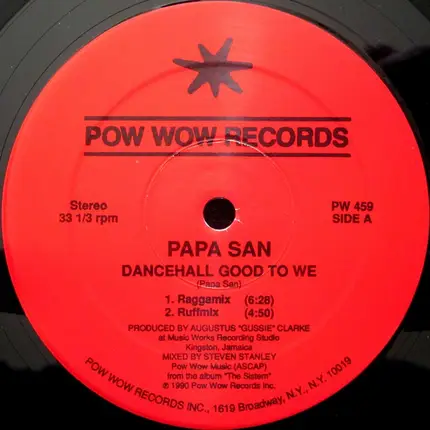 POW WOW RECORDS
Stereo
33 1/3 rpm
PW 459
SIDE A
PAPA SAN
DANCEHALL GOOD TO WE
(Papa San)
1. Raggamix (6:28)
2. Ruffmix (4:50)
PRODUCED BY AUGUSTUS "GUSSIE" CLARKE
at Music Works Recording Studio
Kingston, Jamaica
MIXED BY STEVEN STANLEY
Pow Wow Music (ASCAP)
from the album "The Sistem"
℗ 1990 Pow Wow Records Inc.
POW WOW RECORDS INC., 1619 Broadway, N.Y., N.Y. 10019